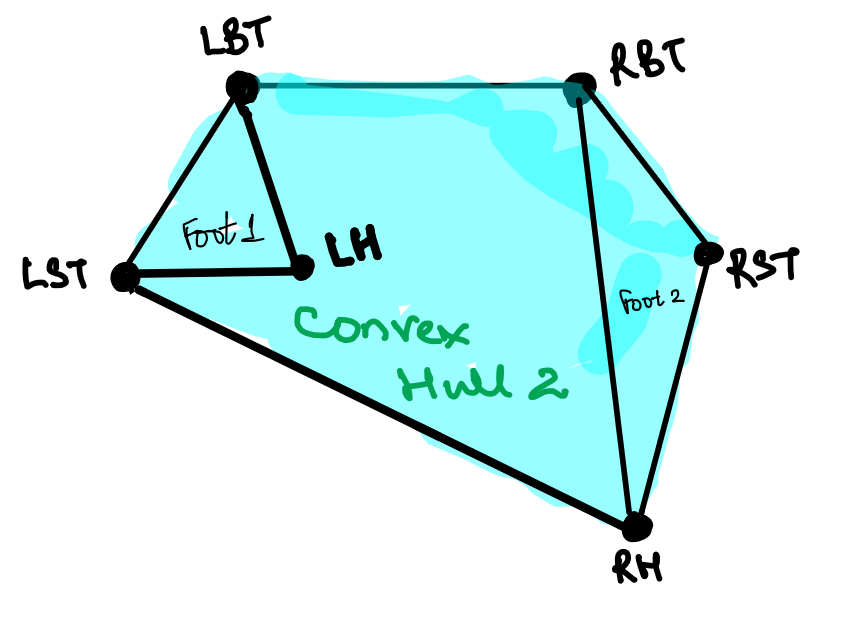 LBT
RBT
Foot 1
LH
LST
RST
Foot 2
Convex
Hull 2
RH